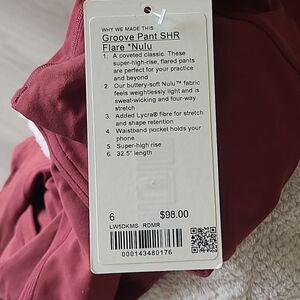 WHY WE MADE THIS
Groove Pant SHR
Flare *Nulu
1. A coveted classic. These
super-high-rise, flared pants
are perfect for your practice
and beyond
2. Our buttery-soft Nulu™ fabric
feels weightlessly light and is
sweat-wicking and four-way
stretch
3. Added Lycra® fibre for stretch
and shape retention
4. Waistband pocket holds your
phone
5. Super-high rise
6. 32.5" length
6 $98.00
LW5DKMS RDMR
000143480176